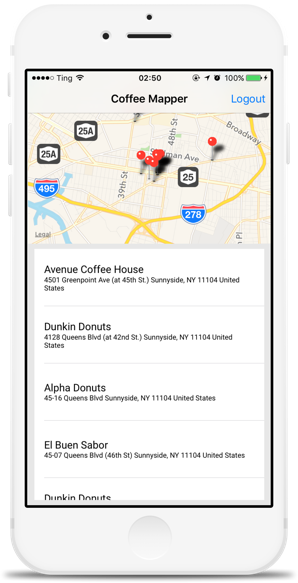 Ting 02:50 100%
Coffee Mapper Logout
25A
48th St
Broadway
25A
Skillman Ave
39th St
25
495
278
Legal
Pl
Avenue Coffee House
4501 Greenpoint Ave (at 45th St.) Sunnyside, NY 11104 United
States
Dunkin Donuts
4128 Queens Blvd (at 42nd St.) Sunnyside, NY 11104 United
States
Alpha Donuts
45-16 Queens Blvd Sunnyside, NY 11104 United States
El Buen Sabor
45-07 Queens Blvd (46th St) Sunnyside, NY 11104 United States
Dunkin Donuts